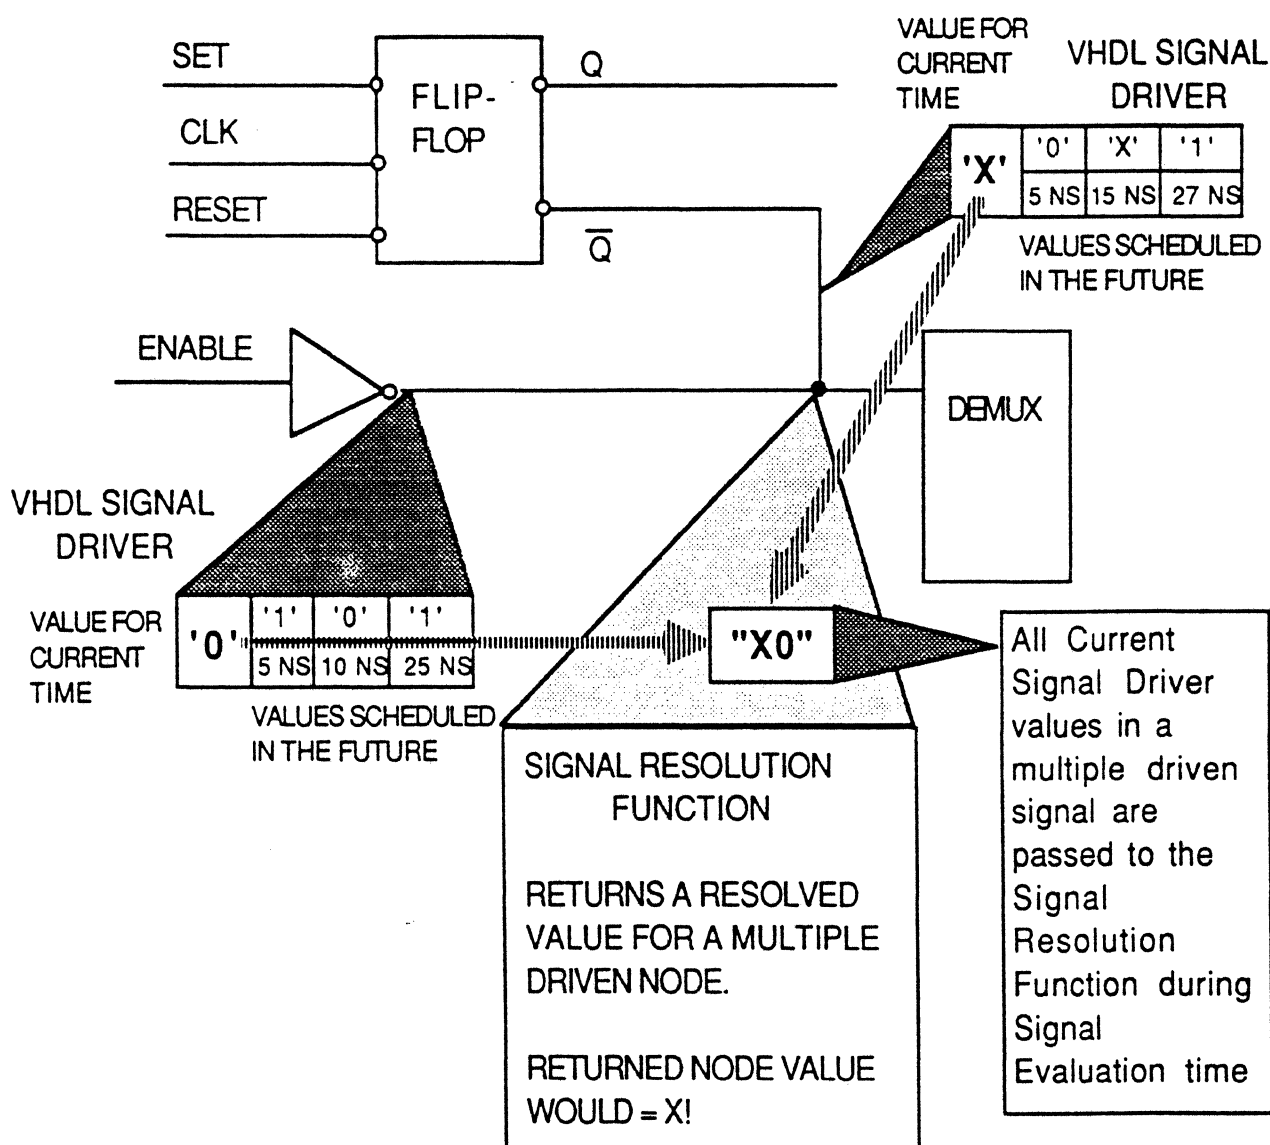 SET
CLK
RESET
FLIP-
FLOP
Q
Q̅
VALUE FOR
CURRENT
TIME
VHDL SIGNAL
DRIVER
'X'
'0' 'X' '1'
5 NS 15 NS 27 NS
VALUES SCHEDULED
IN THE FUTURE
ENABLE
DEMUX
VHDL SIGNAL
DRIVER
VALUE FOR
CURRENT
TIME
'0'
'1' '0' '1'
5 NS 10 NS 25 NS
VALUES SCHEDULED
IN THE FUTURE
"X0"
SIGNAL RESOLUTION
FUNCTION
RETURNS A RESOLVED
VALUE FOR A MULTIPLE
DRIVEN NODE.
RETURNED NODE VALUE
WOULD = X!
All Current
Signal Driver
values in a
multiple driven
signal are
passed to the
Signal
Resolution
Function during
Signal
Evaluation time